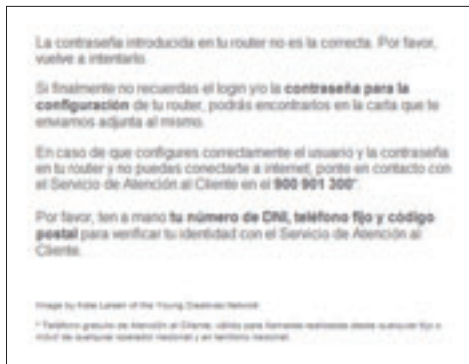 La contraseña introducida en tu router no es la correcta. Por favor,
vuelve a intentarlo.
Si finalmente no recuerdas el login y/o la contraseña para la
configuración de tu router, podrás encontrarlos en la carta que te
enviamos adjunta al mismo.
En caso de que configures correctamente el usuario y la contraseña
en tu router y no puedas conectarte a internet, ponte en contacto con
el Servicio de Atención al Cliente en el 900 901 300*.
Por favor, ten a mano tu número de DNI, teléfono fijo y código
postal para verificar tu identidad con el Servicio de Atención al
Cliente.
Image by Larsen of the Young Creatives Network
* Teléfono gratuito de Atención al Cliente, válido para llamadas realizadas desde cualquier fijo o
móvil de cualquier operador nacional y en territorio nacional.